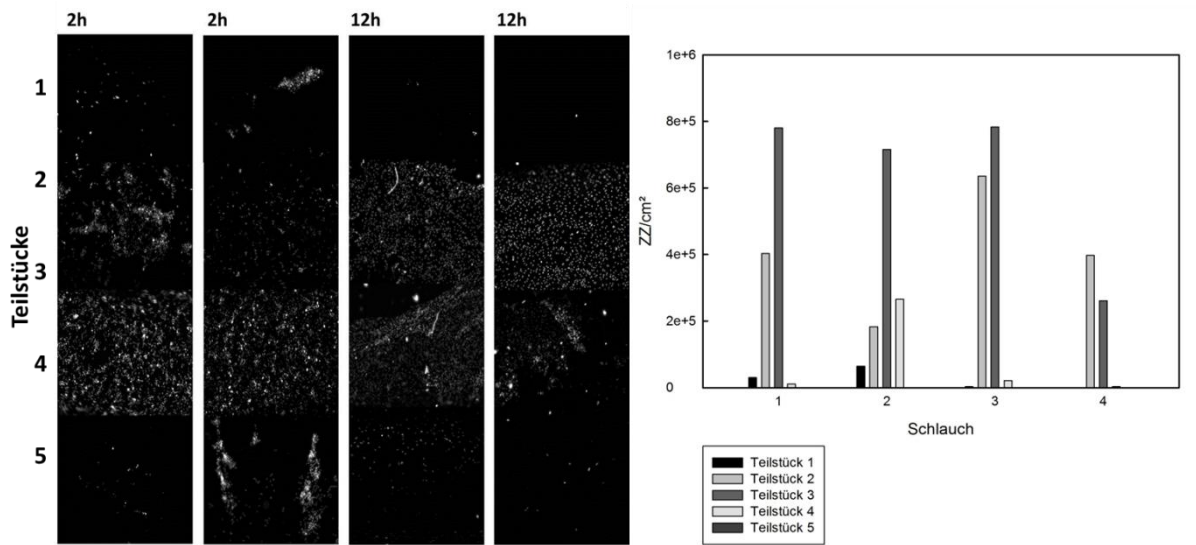 2h 2h 12h 12h
Teilstücke
1
2
3
4
5
1e+6
8e+5
6e+5
4e+5
2e+5
0
ZZ/cm²
1 2 3 4
Schlauch
Teilstück 1
Teilstück 2
Teilstück 3
Teilstück 4
Teilstück 5